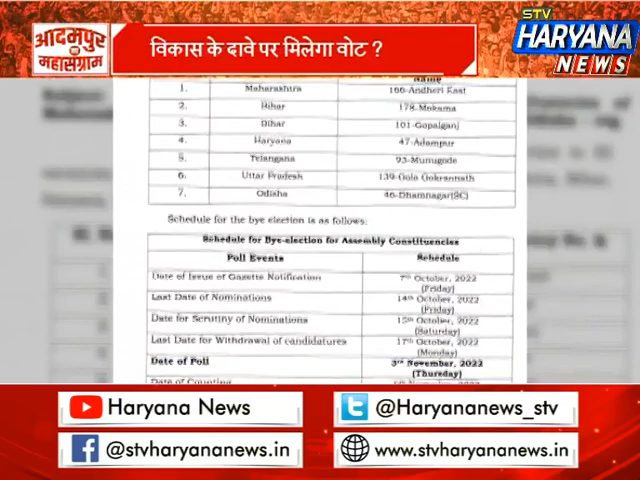 आदमपुर
का
महासंग्राम
विकास के दावे पर मिलेगा वोट ?
STV
HARYANA
NEWS
Name
1. Maharashtra 166-Andheri East
2. Bihar 178-Mokama
3. Bihar 101-Gopalganj
4. Haryana 47-Adampur
5. Telangana 93-Munugode
6. Uttar Pradesh 139-Gola Gokrannath
7. Odisha 46-Dhamnagar(SC)
Schedule for the bye election is as follows:
Schedule for Bye-election for Assembly Constituencies
Poll Events Schedule
Date of Issue of Gazette Notification 7th October, 2022
(Friday)
Last Date of Nominations 14th October, 2022
(Friday)
Date for Scrutiny of Nominations 15th October, 2022
(Saturday)
Last Date for Withdrawal of candidatures 17th October, 2022
(Monday)
Date of Poll 3rd November, 2022
(Thursday)
Date of Counting November, 2022
Haryana News
@Haryananews_stv
@stvharyananews.in
www.stvharyananews.in